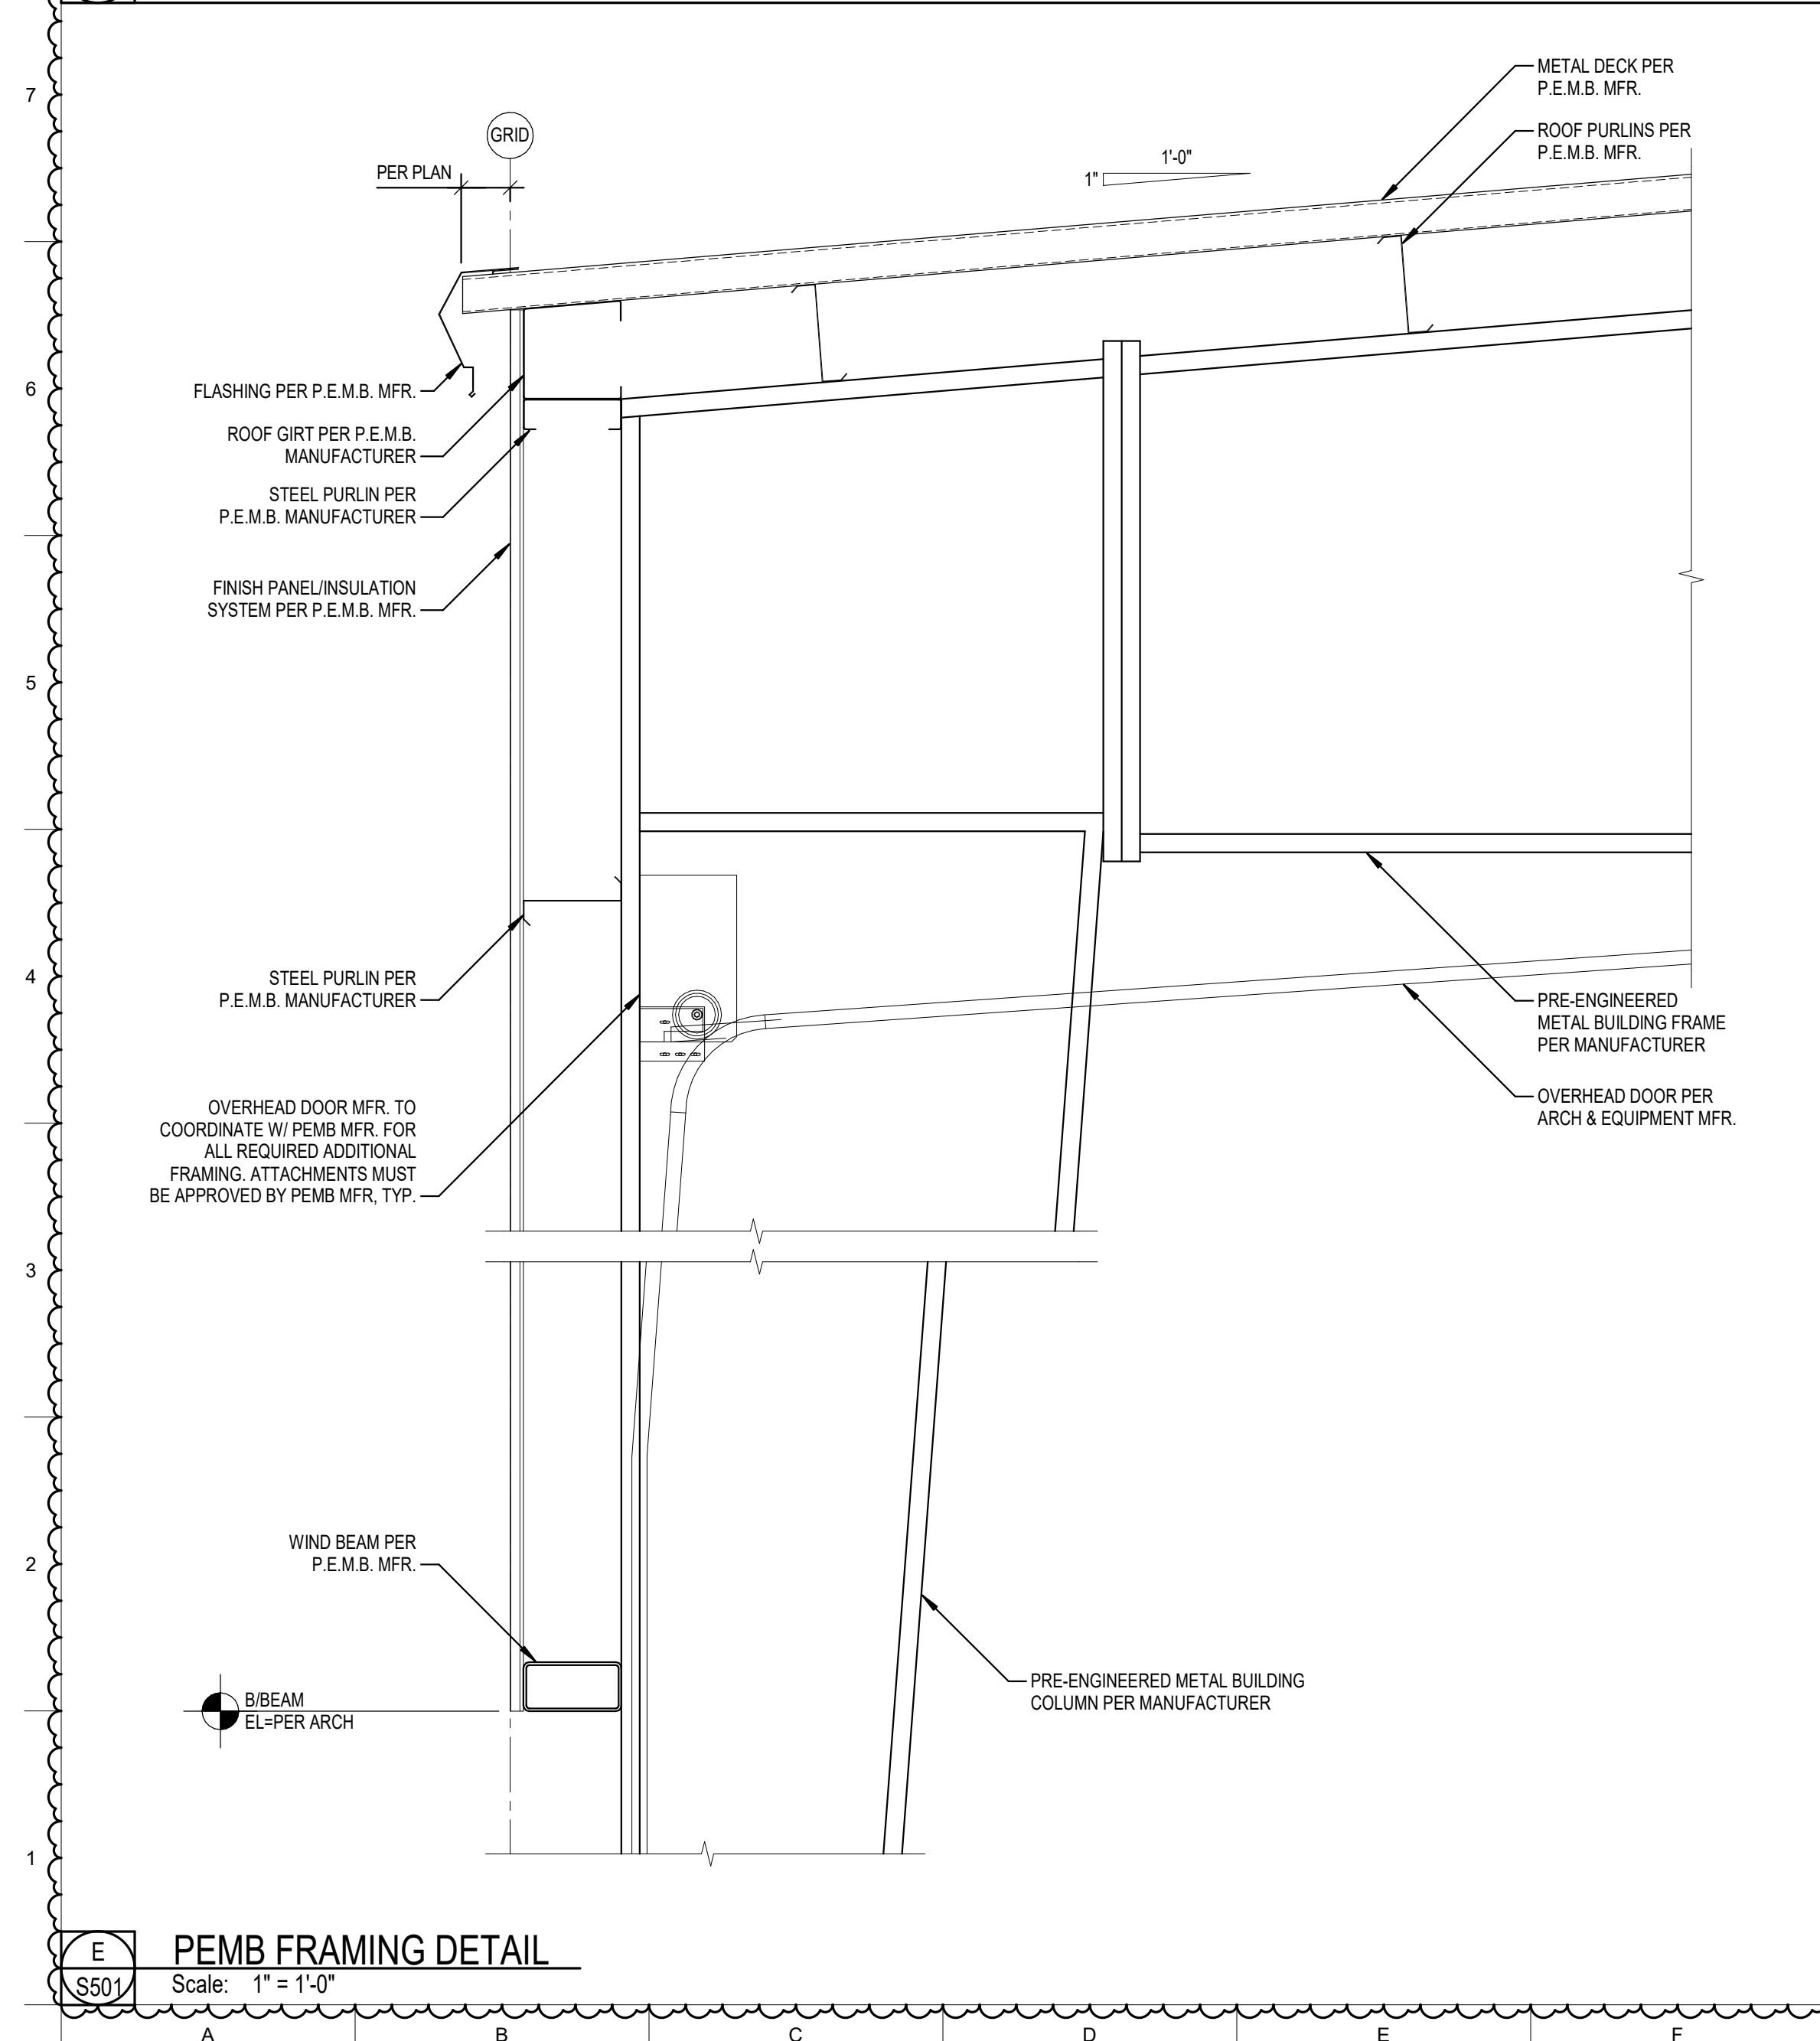 7
METAL DECK PER
P.E.M.B. MFR.
GRID
ROOF PURLINS PER
P.E.M.B. MFR.
PER PLAN
1'-0"
1"
6
FLASHING PER P.E.M.B. MFR.
ROOF GIRT PER P.E.M.B.
MANUFACTURER
STEEL PURLIN PER
P.E.M.B. MANUFACTURER
FINISH PANEL/INSULATION
SYSTEM PER P.E.M.B. MFR.
5
4
STEEL PURLIN PER
P.E.M.B. MANUFACTURER
PRE-ENGINEERED
METAL BUILDING FRAME
PER MANUFACTURER
OVERHEAD DOOR PER
ARCH & EQUIPMENT MFR.
OVERHEAD DOOR MFR. TO
COORDINATE W/ PEMB MFR. FOR
ALL REQUIRED ADDITIONAL
FRAMING. ATTACHMENTS MUST
BE APPROVED BY PEMB MFR, TYP.
3
2
WIND BEAM PER
P.E.M.B. MFR.
PRE-ENGINEERED METAL BUILDING
COLUMN PER MANUFACTURER
B/BEAM
EL=PER ARCH
1
E
S501
PEMB FRAMING DETAIL
Scale: 1" = 1'-0"
A
B
C
D
E
F